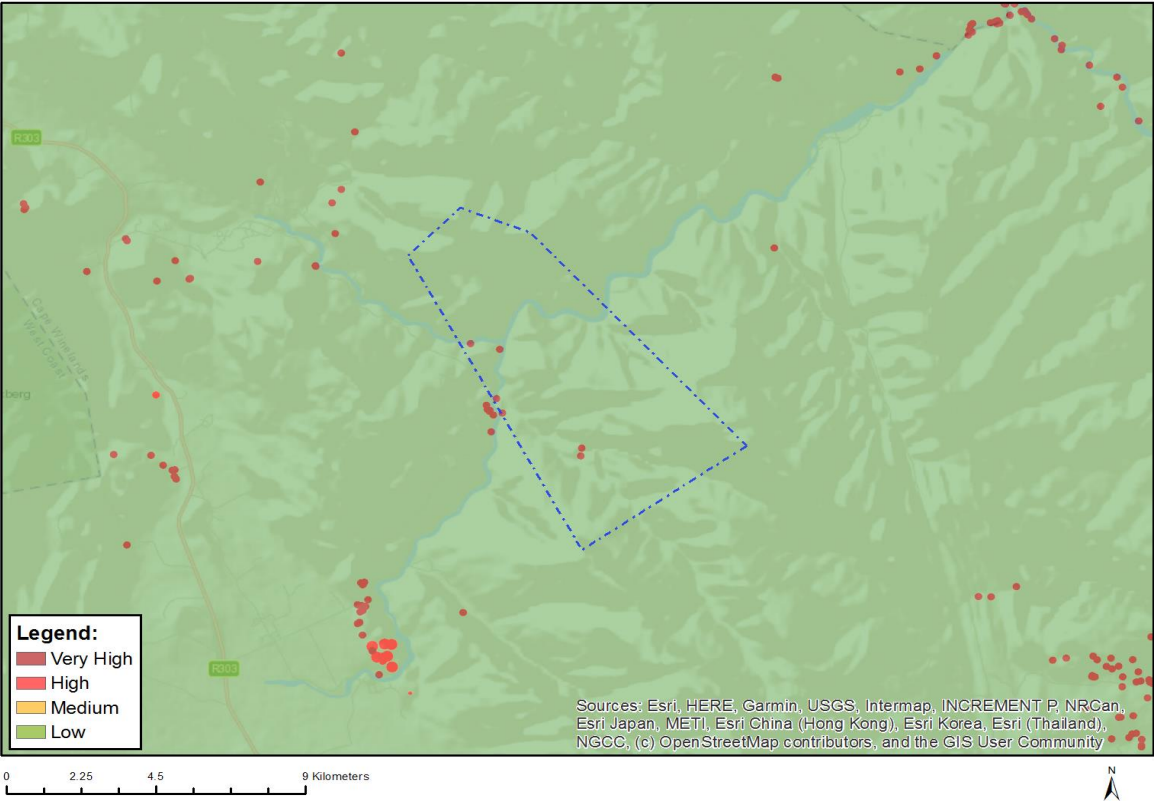 R303
Cape Winelands
West Coast
berg
R303
Legend:
Very High
High
Medium
Low
Sources: Esri, HERE, Garmin, USGS, Intermap, INCREMENT P, NRCan,
Esri Japan, METI, Esri China (Hong Kong), Esri Korea, Esri (Thailand),
NGCC, (c) OpenStreetMap contributors, and the GIS User Community
0 2.25 4.5 9 Kilometers
N